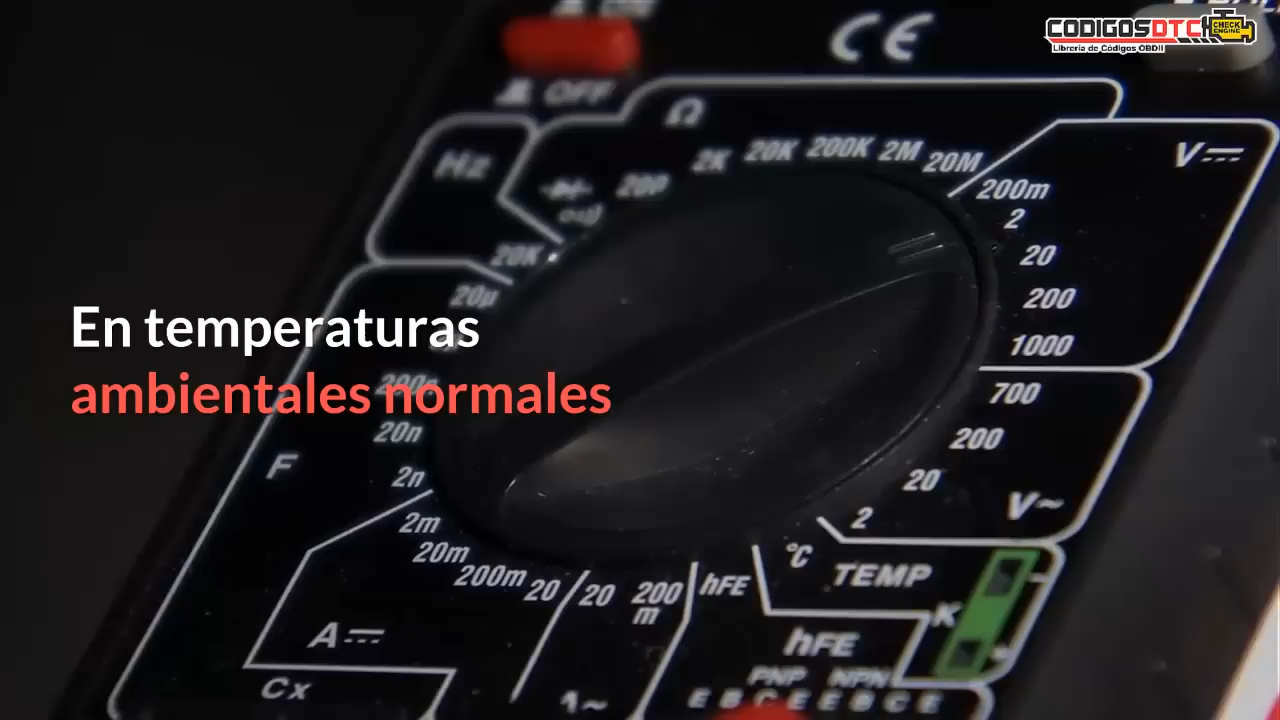 CODIGOSDTC
CHECK
ENGINE
Libreria de Códigos OBDII
CE
OFF
Ω
Hz
200
2K
20K
200K
2M
20M
V
200m
2
20
200
1000
20K
20µ
En temperaturas
ambientales normales
20n
2n
F
700
200
20
2
V~
2m
20m
200m
20
20
200
m
hFE
°C
TEMP
K
A
hFE
Cx
PNP NPN
E B C E E B C E